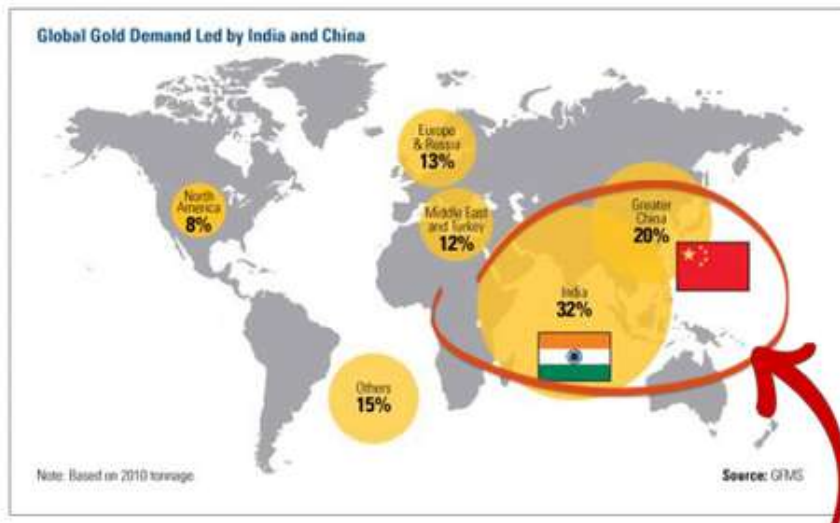 Global Gold Demand Led by India and China
Europe
& Russia
13%
North
America
8%
Middle East
and Turkey
12%
Greater
China
20%
India
32%
Others
15%
Note: Based on 2010 tonnage
Source: GFMS